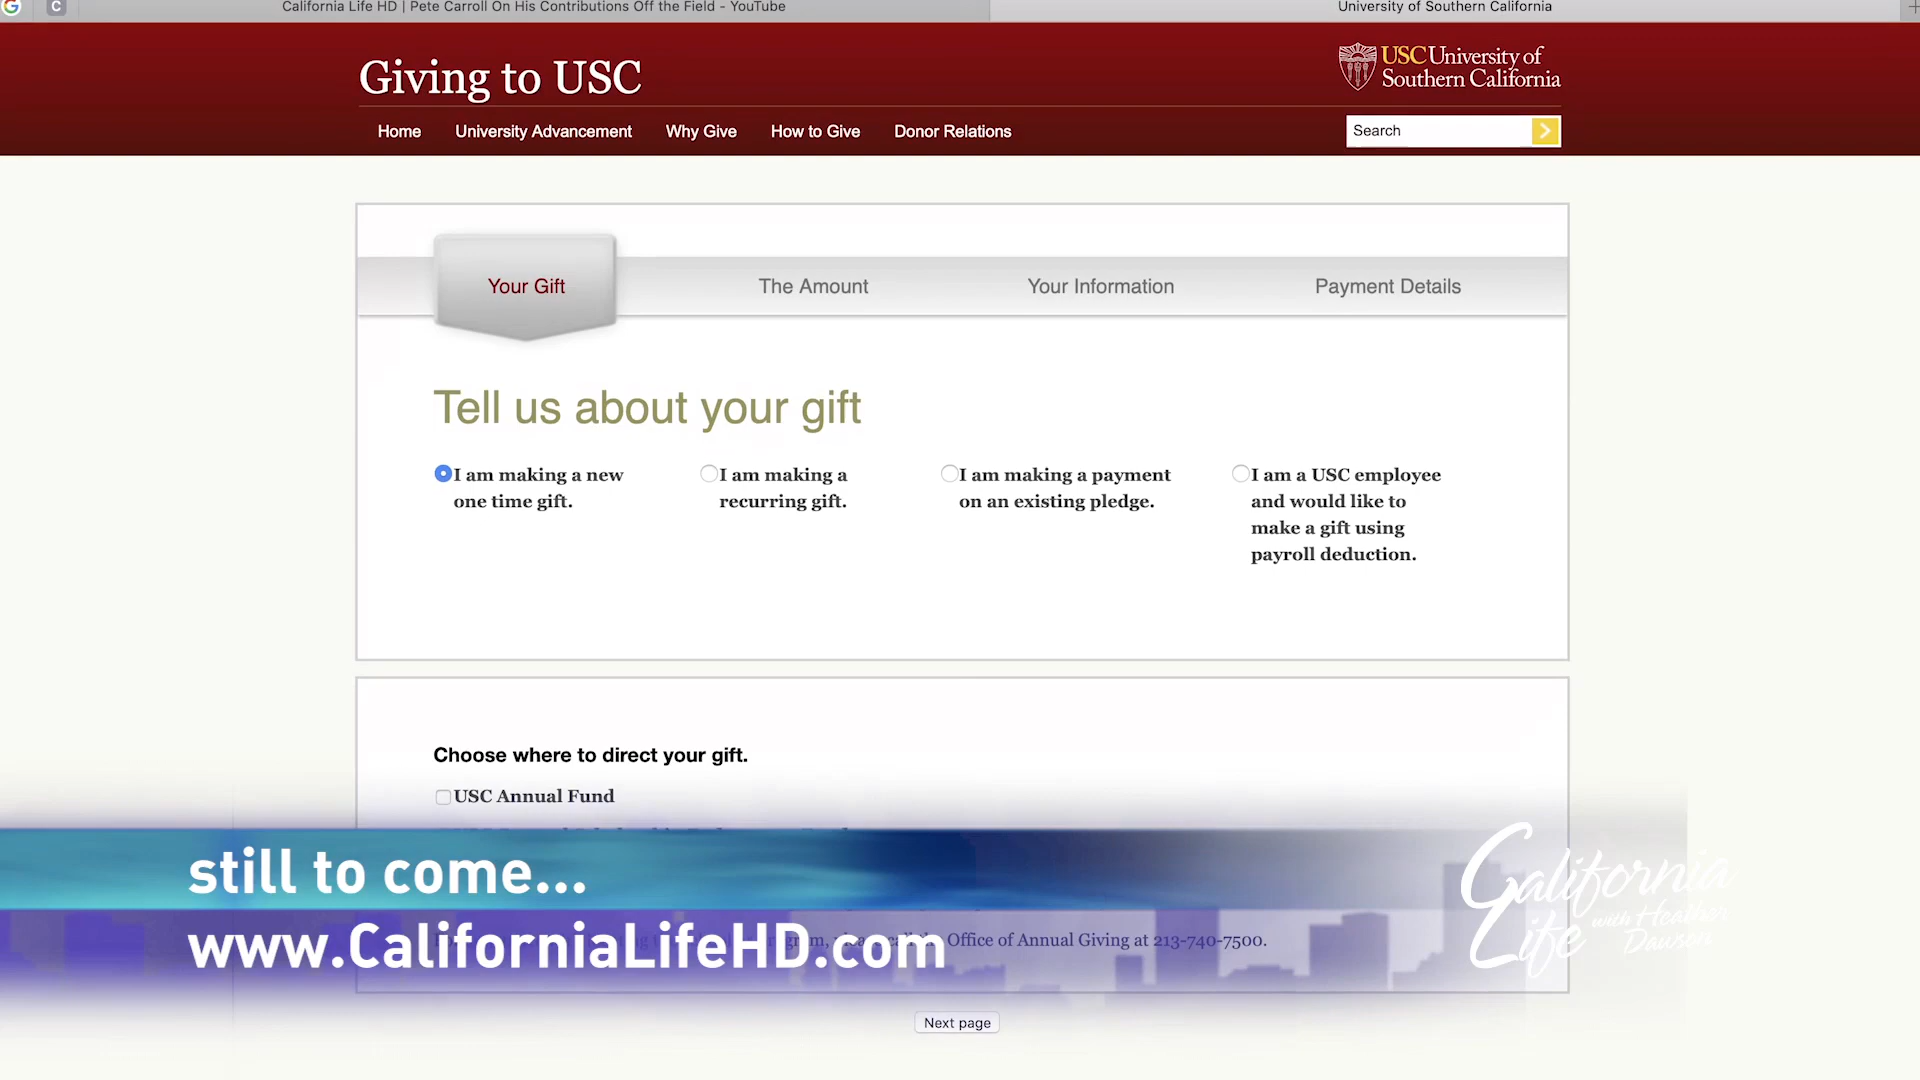 California Life HD | Pete Carroll On His Contributions Off the Field - YouTube
University of Southern California
Giving to USC
USC University of
Southern California
Home University Advancement Why Give How to Give Donor Relations
Search
Your Gift
The Amount
Your Information
Payment Details
Tell us about your gift
I am making a new
one time gift.
I am making a
recurring gift.
I am making a payment
on an existing pledge.
I am a USC employee
and would like to
make a gift using
payroll deduction.
Choose where to direct your gift.
USC Annual Fund
still to come...
www.CaliforniaLifeHD.com
Office of Annual Giving at 213-740-7500.
California
Life
with Heather
Dawson
Next page